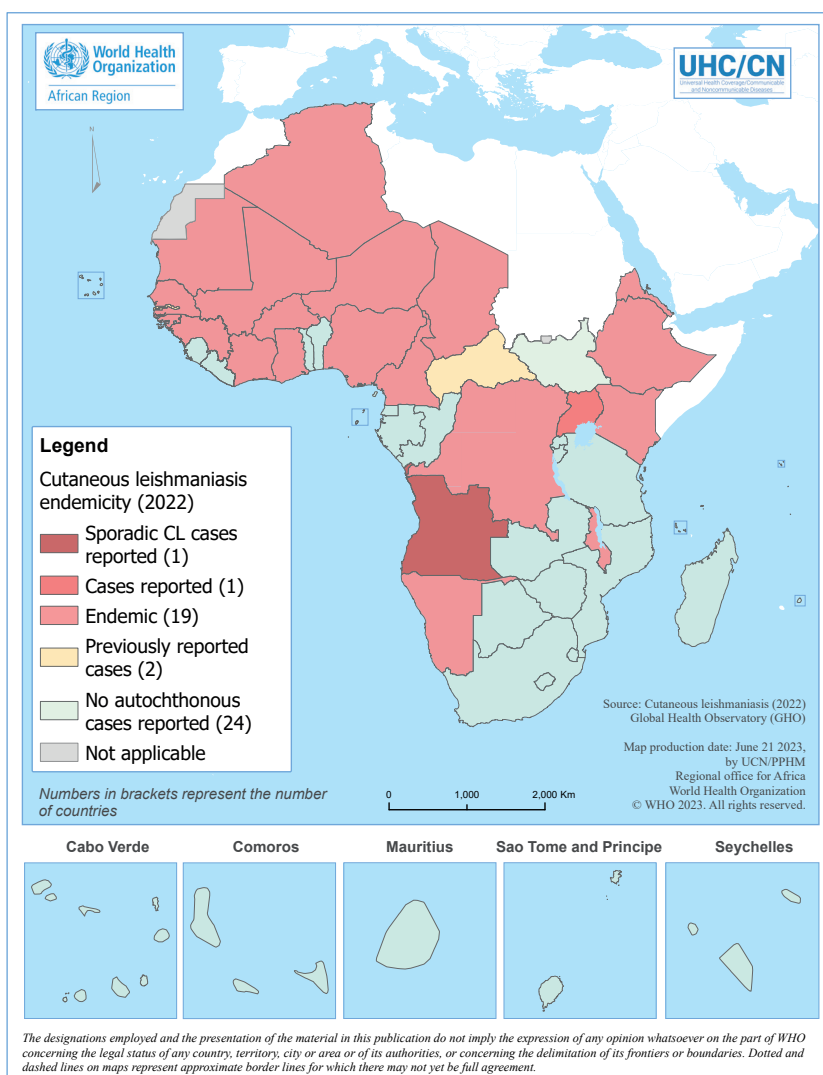 World Health
Organization
African Region
UHC/CN
Universal Health Coverage/Communicable
and Noncommunicable Diseases
N
Legend
Cutaneous leishmaniasis
endemicity (2022)
Sporadic CL cases
reported (1)
Cases reported (1)
Endemic (19)
Previously reported
cases (2)
No autochthonous
cases reported (24)
Not applicable
Numbers in brackets represent the number
of countries
0 1,000 2,000 Km
Source: Cutaneous leishmaniasis (2022)
Global Health Observatory (GHO)
Map production date: June 21 2023,
by UCN/PPHM
Regional office for Africa
World Health Organization
© WHO 2023. All rights reserved.
Cabo Verde
Comoros
Mauritius
Sao Tome and Principe
Seychelles
The designations employed and the presentation of the material in this publication do not imply the expression of any opinion whatsoever on the part of WHO
concerning the legal status of any country, territory, city or area or of its authorities, or concerning the delimitation of its frontiers or boundaries. Dotted and
dashed lines on maps represent approximate border lines for which there may not yet be full agreement.